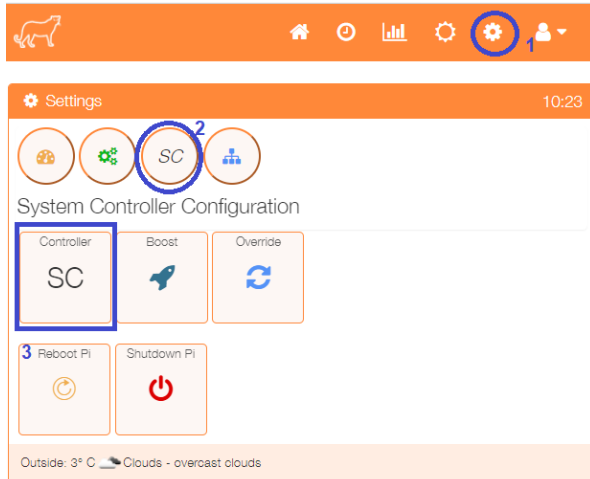 1
Settings 10:23
2
SC
System Controller Configuration
Controller Boost Override
SC
3 Reboot Pi Shutdown Pi
Outside: 3° C Clouds - overcast clouds